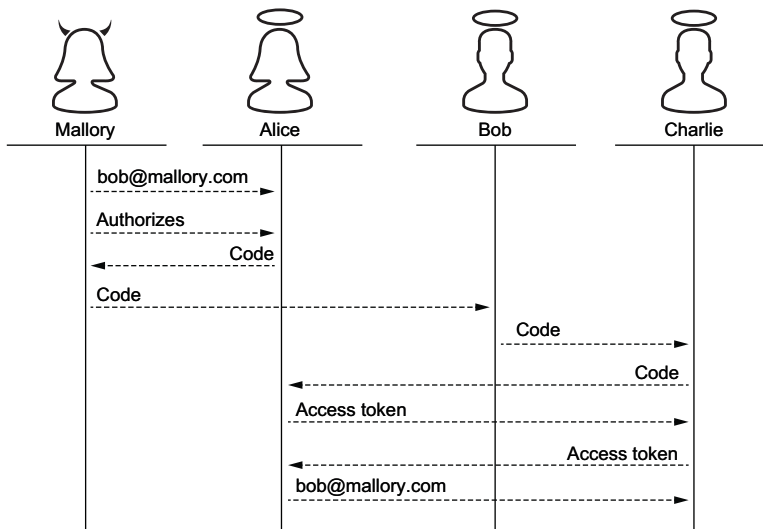 Mallory
Alice
Bob
Charlie
bob@mallory.com
Authorizes
Code
Code
Code
Code
Access token
Access token
bob@mallory.com